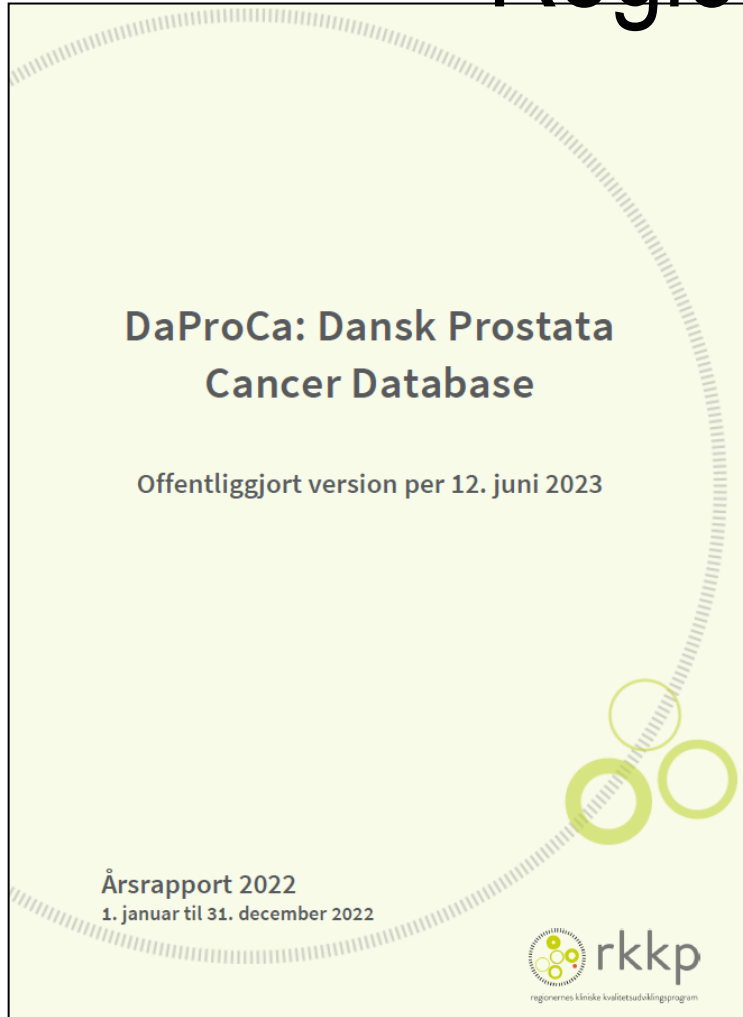 DaProCa: Dansk Prostata
Cancer Database
Offentliggjort version per 12. juni 2023
Årsrapport 2022
1. januar til 31. december 2022
rkkp
regionernes kliniske kvalitetsudviklingsprogram